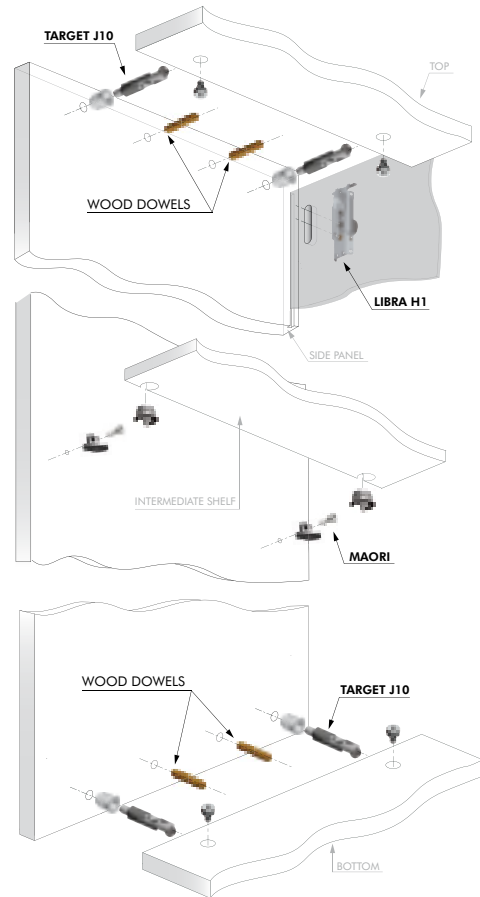 TARGET J10
TOP
WOOD DOWELS
LIBRA H1
SIDE PANEL
INTERMEDIATE SHELF
MAORI
WOOD DOWELS
TARGET J10
BOTTOM